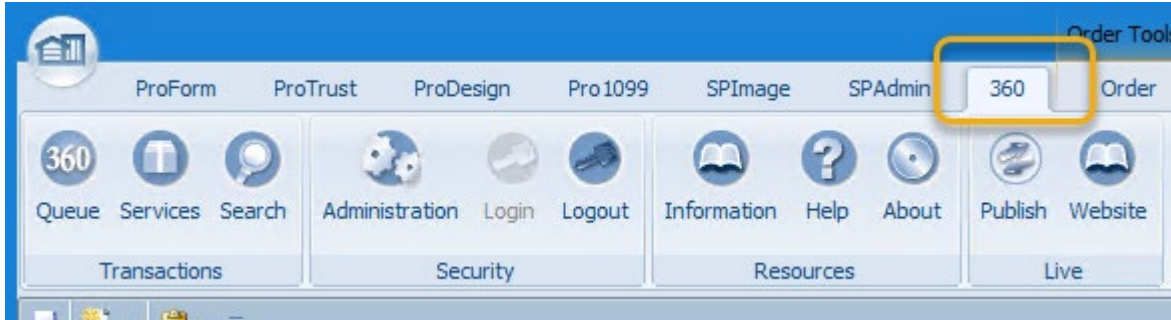 Order Tools
ProForm ProTrust ProDesign Pro1099 SPImage SPAdmin 360 Order
360
Queue Services Search Administration Login Logout Information Help About Publish Website
Transactions Security Resources Live